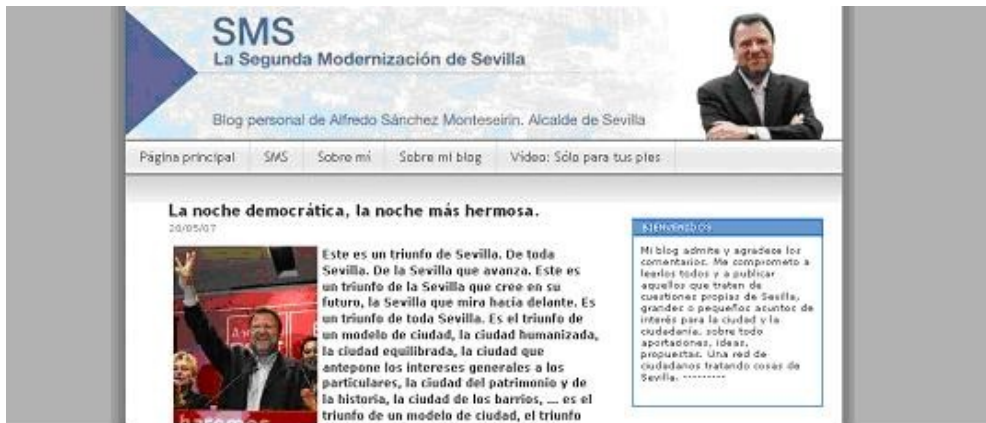 SMS
La Segunda Modernización de Sevilla
Blog personal de Alfredo Sánchez Monteseirín. Alcalde de Sevilla
Página principal SMS Sobre mí Sobre mi blog Vídeo: Sólo para tus pies
La noche democrática, la noche más hermosa.
28/05/07
Este es un triunfo de Sevilla. De toda
Sevilla. De la Sevilla que avanza. Este es
un triunfo de la Sevilla que cree en su
futuro, la Sevilla que mira hacia delante. Es
un triunfo de toda Sevilla. Es el triunfo de
un modelo de ciudad, la ciudad humanizada,
la ciudad equilibrada, la ciudad que
antepone los intereses generales a los
particulares, la ciudad del patrimonio y de
la historia, la ciudad de los barrios, ... es el
triunfo de un modelo de ciudad, el triunfo
haremos
BIENVENIDOS
Mi blog admite y agradece los
comentarios. Me comprometo a
leerlos todos y a publicar
aquellos que traten de
cuestiones propias de Sevilla,
grandes o pequeños asuntos de
interés para la ciudad y la
ciudadanía, sobre todo
aportaciones, ideas,
propuestas. Una red de
ciudadanos tratando cosas de
Sevilla. ---------